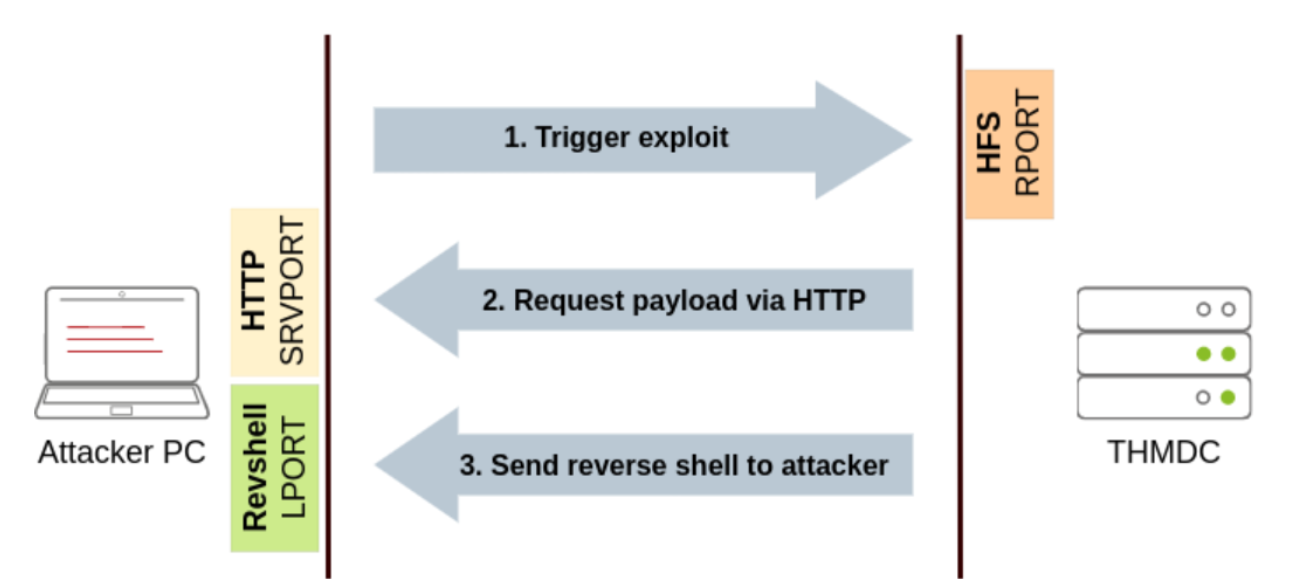 1. Trigger exploit
HFS
RPORT
HTTP
SRVPORT
2. Request payload via HTTP
Revshell
LPORT
3. Send reverse shell to attacker
Attacker PC
THMDC